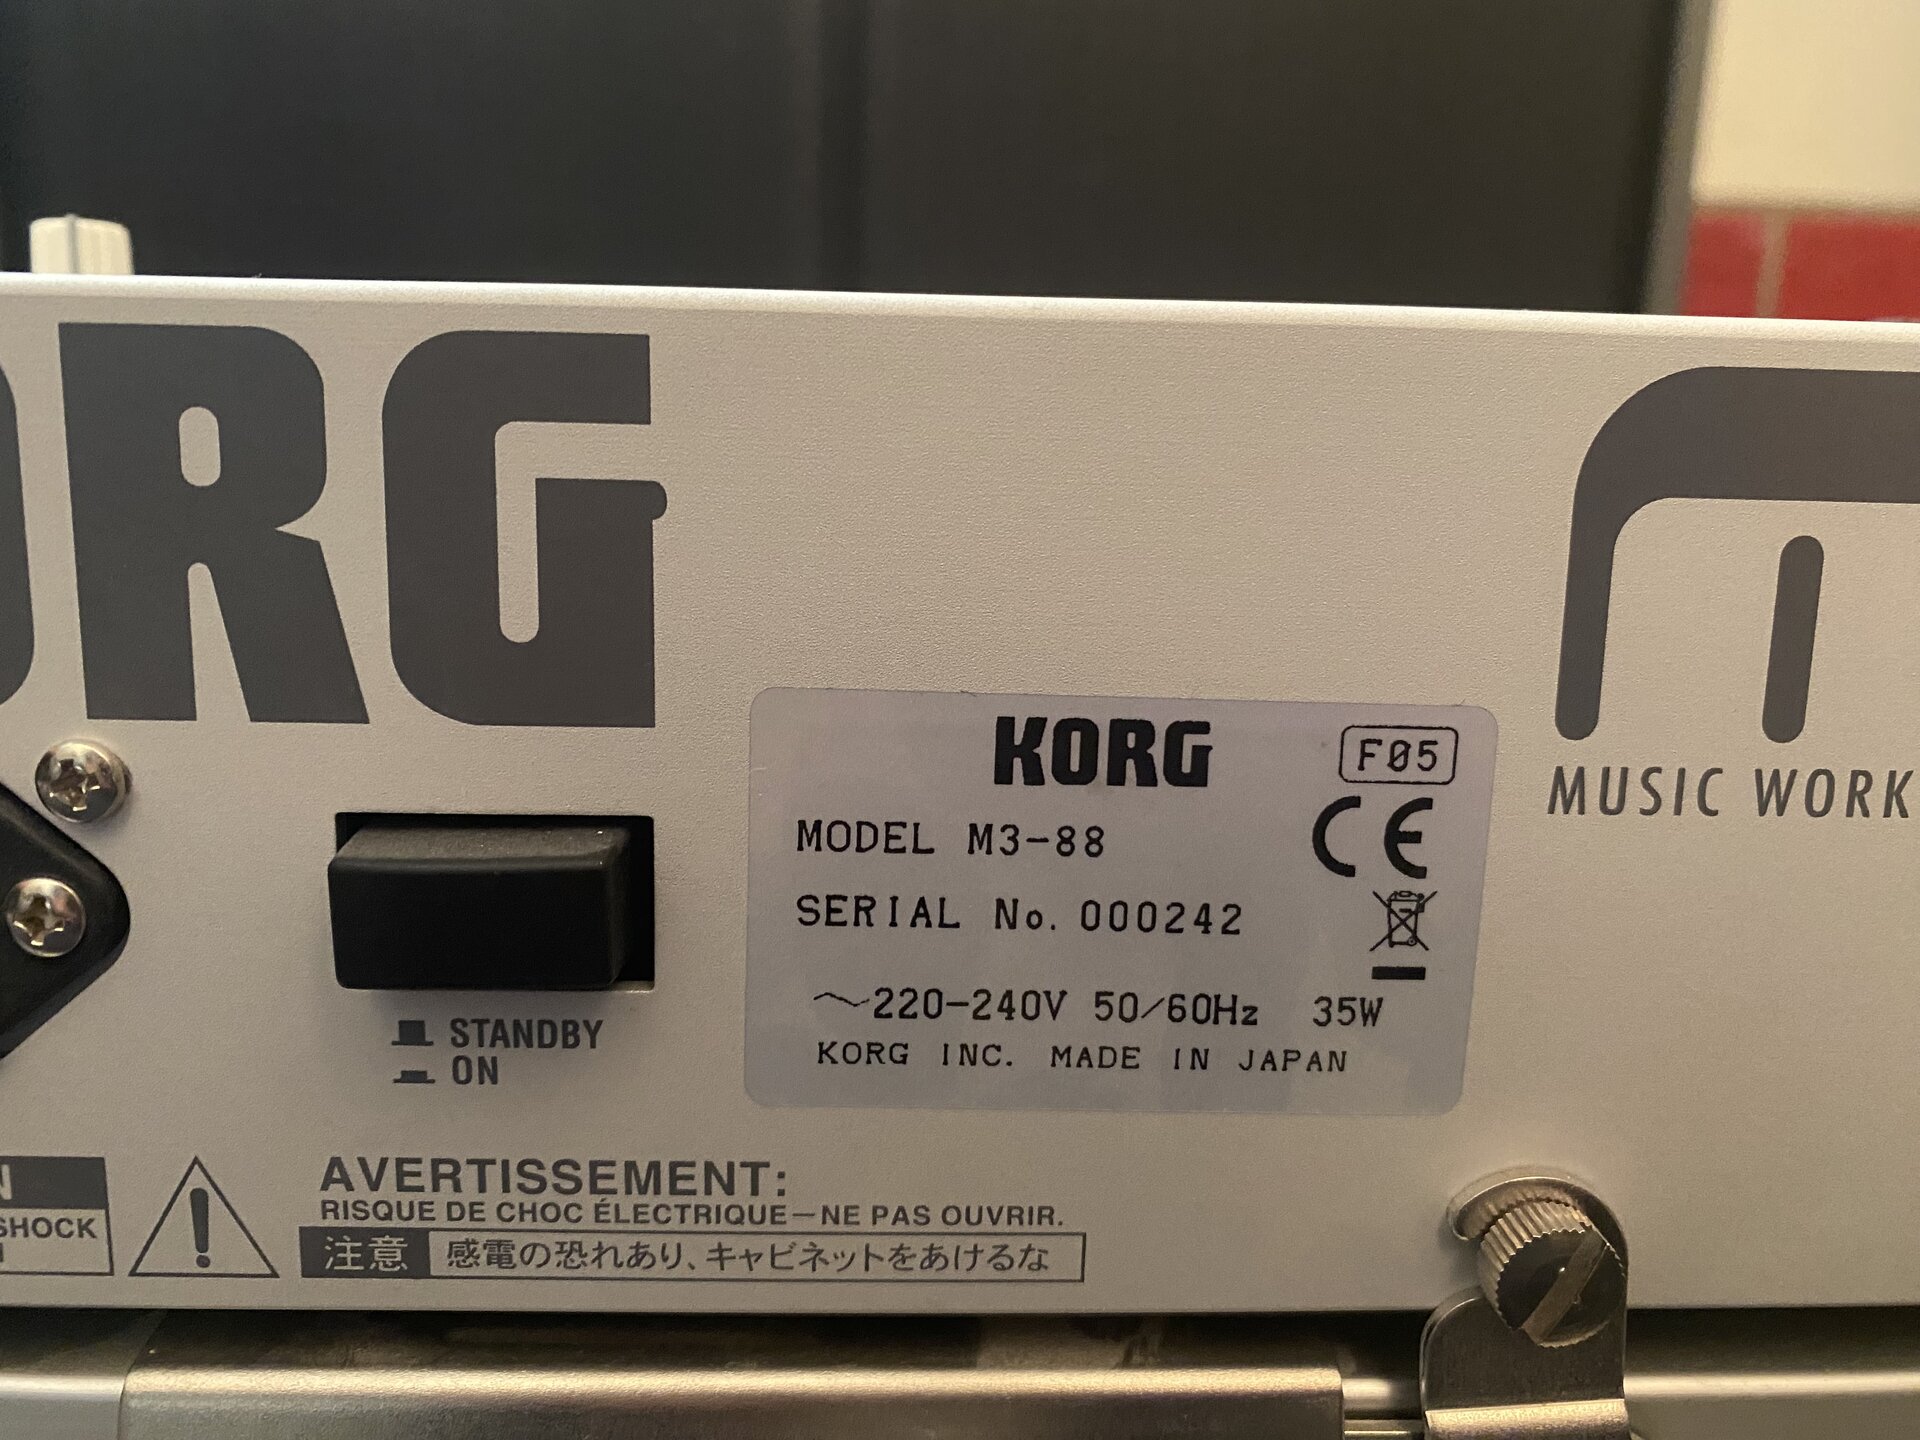 KORG
MUSIC WORK
KORG F05
MODEL M3-88
CE
SERIAL No. 000242
～220-240V 50/60Hz 35W
KORG INC. MADE IN JAPAN
STANDBY
ON
SHOCK
AVERTISSEMENT:
RISQUE DE CHOC ÉLECTRIQUE—NE PAS OUVRIR.
注意 感電の恐れあり、キャビネットをあけるな